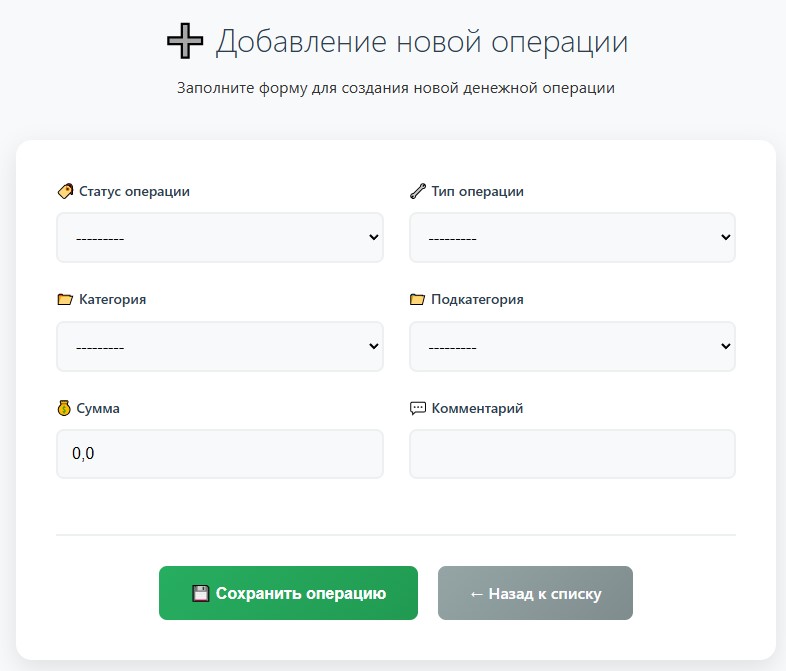 Добавление новой операции
Заполните форму для создания новой денежной операции
Статус операции
Тип операции
---------
---------
Категория
Подкатегория
---------
---------
Сумма
Комментарий
0,0
Сохранить операцию
← Назад к списку